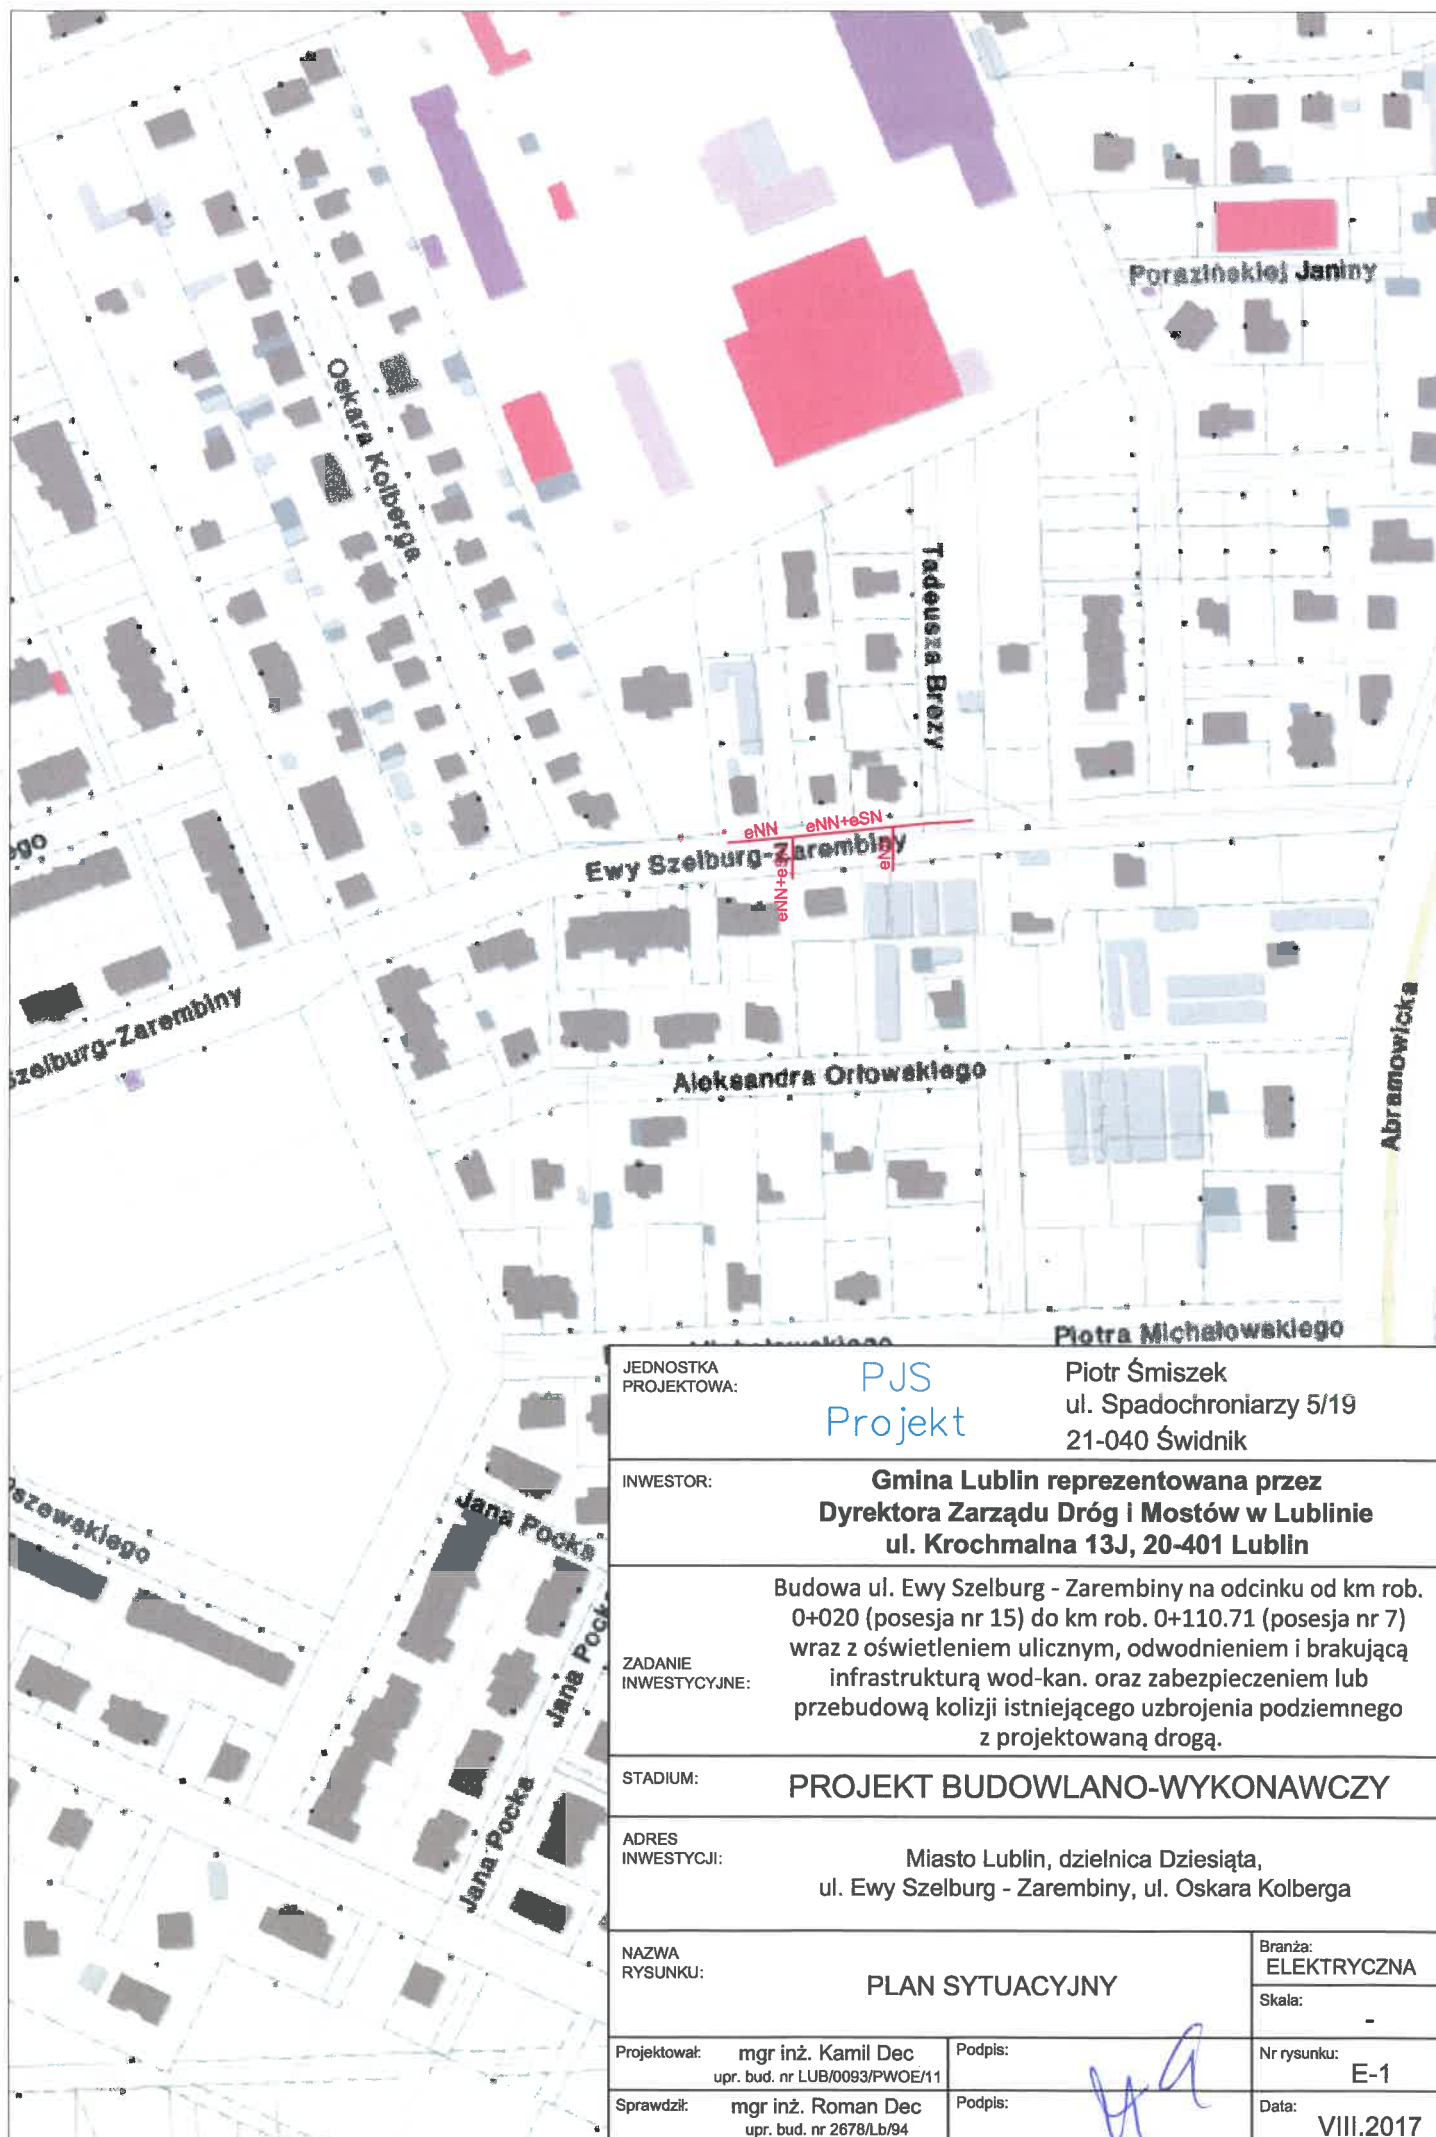 Porazińskiej Janiny
Oskara Kolberga
Tadeusza Brozy
eNN
eNN+eSN
Ewy Szelburg-Zarembiny
Szelburg-Zarembiny
Aleksandra Orłowskiego
Abramowicka
Piotra Michałowskiego
Jana Pocka
Jana Pocka
Jana Pocka
JEDNOSTKA
PROJEKTOWA:
PJS
Projekt
Piotr Śmiszek
ul. Spadochroniarzy 5/19
21-040 Świdnik
INWESTOR:
Gmina Lublin reprezentowana przez
Dyrektora Zarządu Dróg i Mostów w Lublinie
ul. Krochmalna 13J, 20-401 Lublin
ZADANIE
INWESTYCYJNE:
Budowa ul. Ewy Szelburg - Zarembiny na odcinku od km rob.
0+020 (posesja nr 15) do km rob. 0+110.71 (posesja nr 7)
wraz z oświetleniem ulicznym, odwodnieniem i brakującą
infrastrukturą wod-kan. oraz zabezpieczeniem lub
przebudową kolizji istniejącego uzbrojenia podziemnego
z projektowaną drogą.
STADIUM:
PROJEKT BUDOWLANO-WYKONAWCZY
ADRES
INWESTYCJI:
Miasto Lublin, dzielnica Dziesiąta,
ul. Ewy Szelburg - Zarembiny, ul. Oskara Kolberga
NAZWA
RYSUNKU:
PLAN SYTUACYJNY
Branża:
ELEKTRYCZNA
Skala:
-
Projektował:
mgr inż. Kamil Dec
upr. bud. nr LUB/0093/PWOE/11
Podpis:
Nr rysunku:
E-1
Sprawdził:
mgr inż. Roman Dec
upr. bud. nr 2678/Lb/94
Podpis:
Data:
VIII.2017